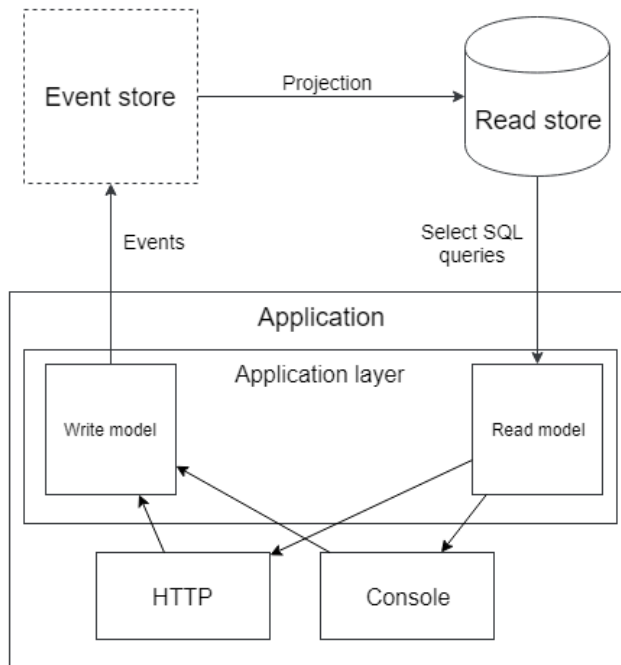 Event store
Projection
Read store
Events
Select SQL
queries
Application
Application layer
Write model
Read model
HTTP
Console